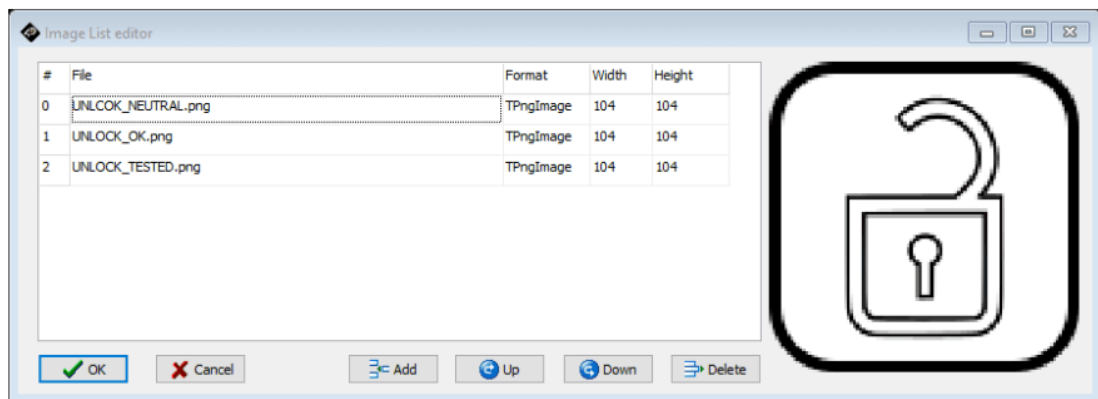 Image List editor
# File Format Width Height
0 UNLCOK_NEUTRAL.png TPngImage 104 104
1 UNLOCK_OK.png TPngImage 104 104
2 UNLOCK_TESTED.png TPngImage 104 104
OK Cancel Add Up Down Delete